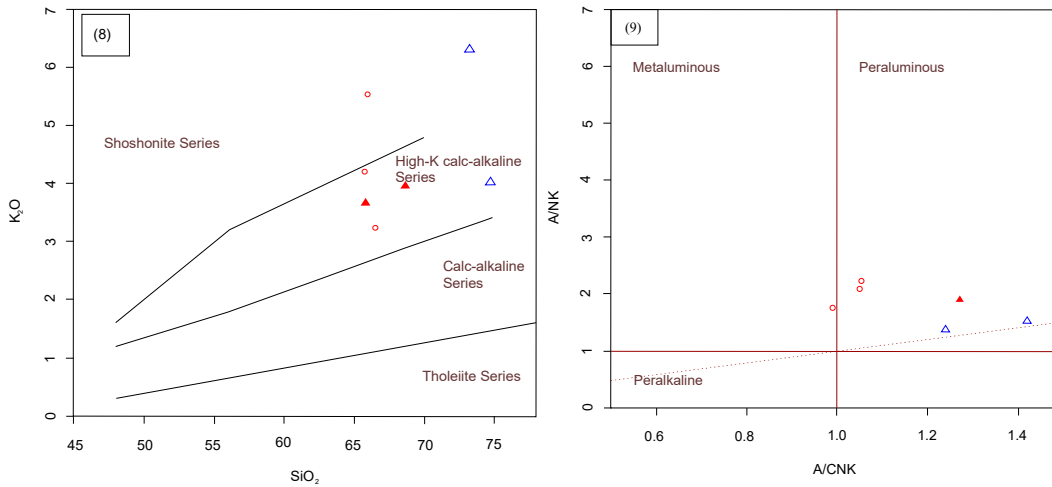 (8)
7
6
5
4
3
2
1
0
K₂O
Shoshonite Series
High-K calc-alkaline
Series
Calc-alkaline
Series
Tholeiite Series
45
50
55
60
65
70
75
SiO₂
(9)
7
6
5
4
3
2
1
0
A/NK
Metaluminous
Peraluminous
Peralkaline
0.6
0.8
1.0
1.2
1.4
A/CNK